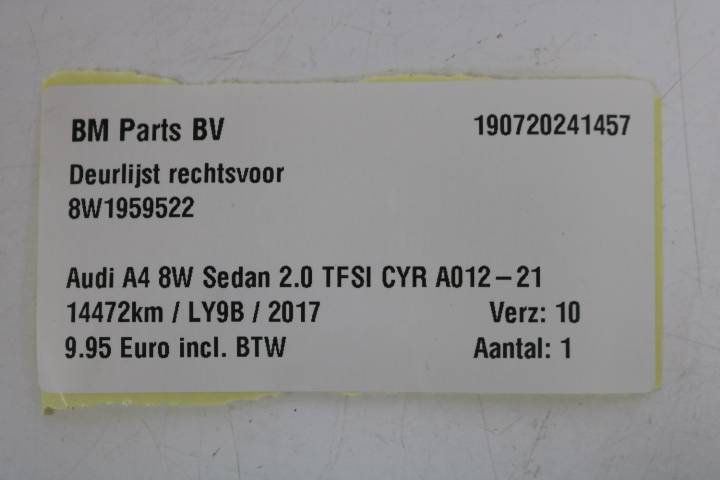 BM Parts BV 190720241457
Deurlijst rechtsvoor
8W1959522
Audi A4 8W Sedan 2.0 TFSI CYR A012-21
14472km / LY9B / 2017 Verz: 10
9.95 Euro incl. BTW Aantal: 1